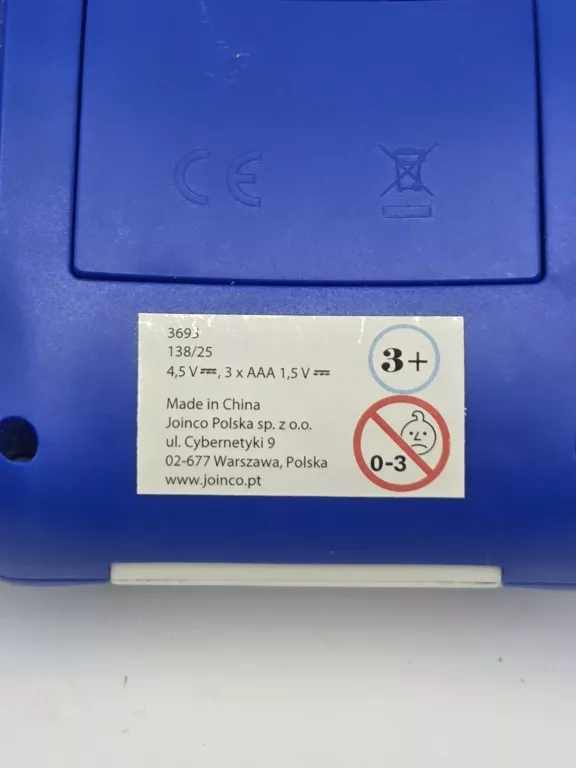 CE
3695
138/25
4,5 V ⎓, 3 x AAA 1,5 V ⎓
3+
Made in China
Joinco Polska sp. z o.o.
ul. Cybernetyki 9
02-677 Warszawa, Polska
www.joinco.pt
0-3